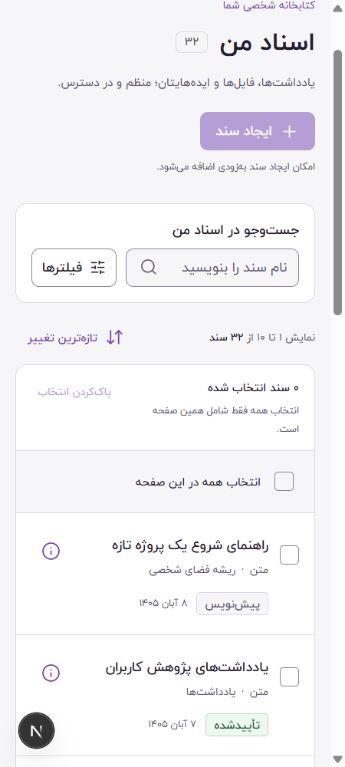 کتابخانه شخصی شما
اسناد من ۳۲
یادداشت‌ها، فایل‌ها و ایده‌هایتان؛ منظم و در دسترس.
ایجاد سند
امکان ایجاد سند به‌زودی اضافه می‌شود.
جست‌وجو در اسناد من
نام سند را بنویسید
فیلترها
نمایش ۱ تا ۱۰ از ۳۲ سند
تازه‌ترین تغییر
۰ سند انتخاب شده
پاک‌کردن انتخاب
انتخاب همه فقط شامل همین صفحه
است.
انتخاب همه در این صفحه
راهنمای شروع یک پروژه تازه
متن · ریشه فضای شخصی
پیش‌نویس ۸ آبان ۱۴۰۵
یادداشت‌های پژوهش کاربران
متن · یادداشت‌ها
تأییدشده ۷ آبان ۱۴۰۵
N